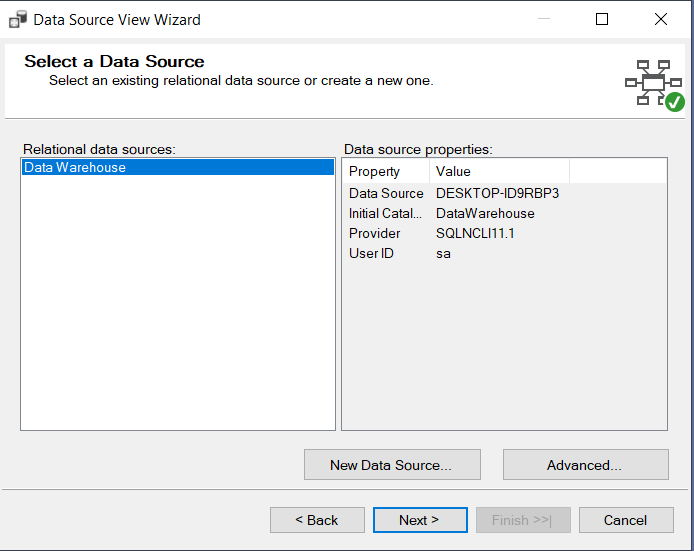 Data Source View Wizard
Select a Data Source
Select an existing relational data source or create a new one.
Relational data sources:
Data Warehouse
Data source properties:
Property Value
Data Source DESKTOP-ID9RBP3
Initial Catal... DataWarehouse
Provider SQLNCLI11.1
User ID sa
New Data Source... Advanced...
< Back Next > Finish >>| Cancel